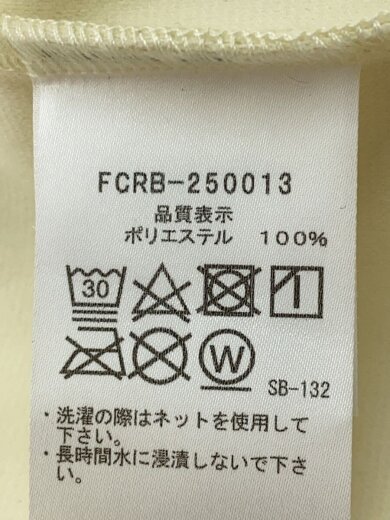 FCRB-250013
品質表示
ポリエステル 100%
30
W
SB-132
・洗濯の際はネットを使用して
下さい。
・長時間水に浸漬しないで下さ
い。